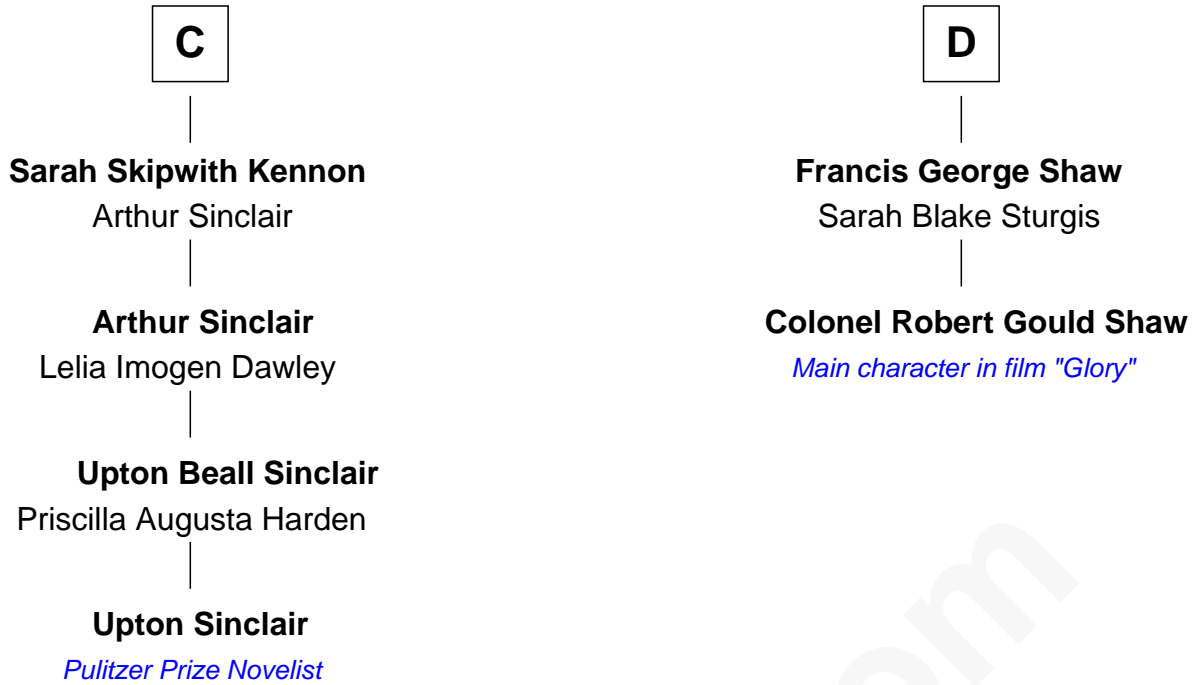 C
Sarah Skipwith Kennon
Arthur Sinclair
Arthur Sinclair
Lelia Imogen Dawley
Upton Beall Sinclair
Priscilla Augusta Harden
Upton Sinclair
Pulitzer Prize Novelist
D
Francis George Shaw
Sarah Blake Sturgis
Colonel Robert Gould Shaw
Main character in film "Glory"
om